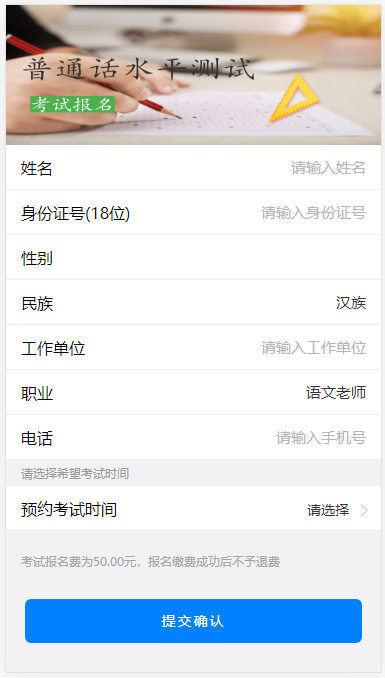 普通话水平测试
考试报名
姓名 请输入姓名
身份证号(18位) 请输入身份证号
性别
民族 汉族
工作单位 请输入工作单位
职业 语文老师
电话 请输入手机号
请选择希望考试时间
预约考试时间 请选择
考试报名费为50.00元，报名缴费成功后不予退费
提交确认